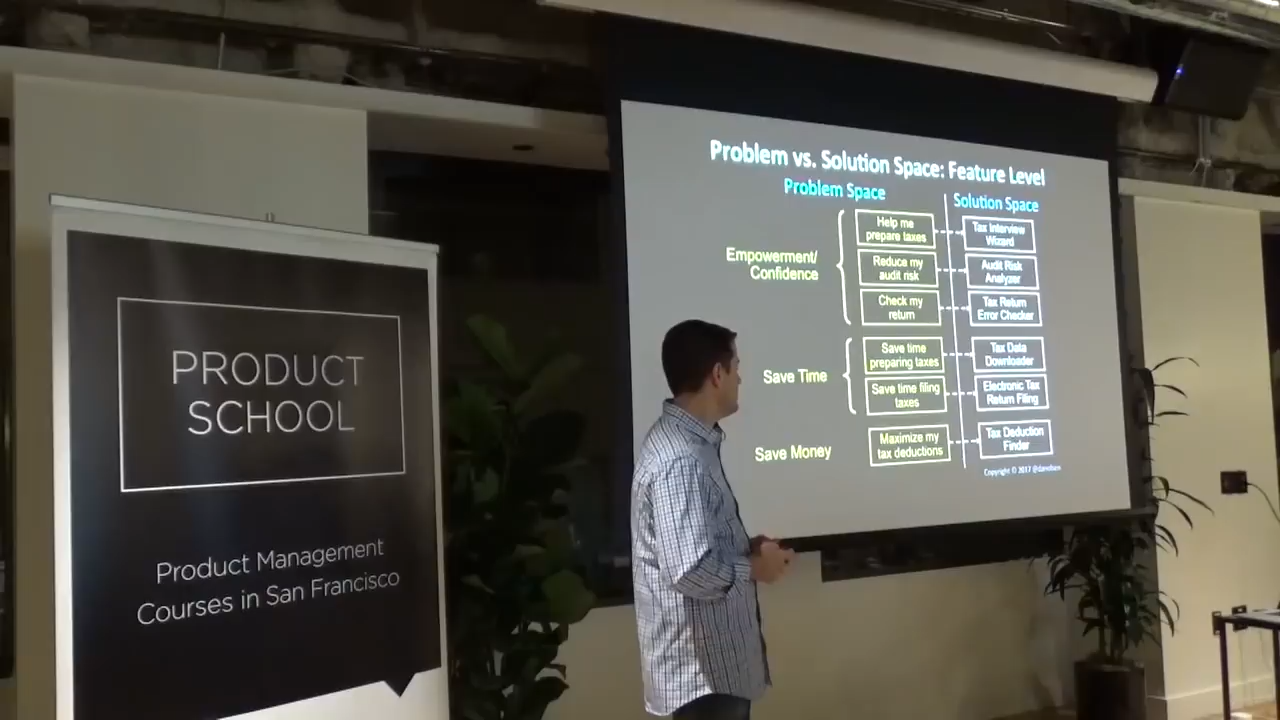 PRODUCT
SCHOOL
Product Management
Courses in San Francisco
Problem vs. Solution Space: Feature Level
Problem Space
Solution Space
Empowerment/
Confidence
Help me
prepare taxes
Tax Interview
Wizard
Reduce my
audit risk
Audit Risk
Analyzer
Check my
return
Tax Return
Error Checker
Save Time
Save time
preparing taxes
Tax Data
Downloader
Save time filing
taxes
Electronic Tax
Return Filing
Save Money
Maximize my
tax deductions
Tax Deduction
Finder
Copyright © 2017